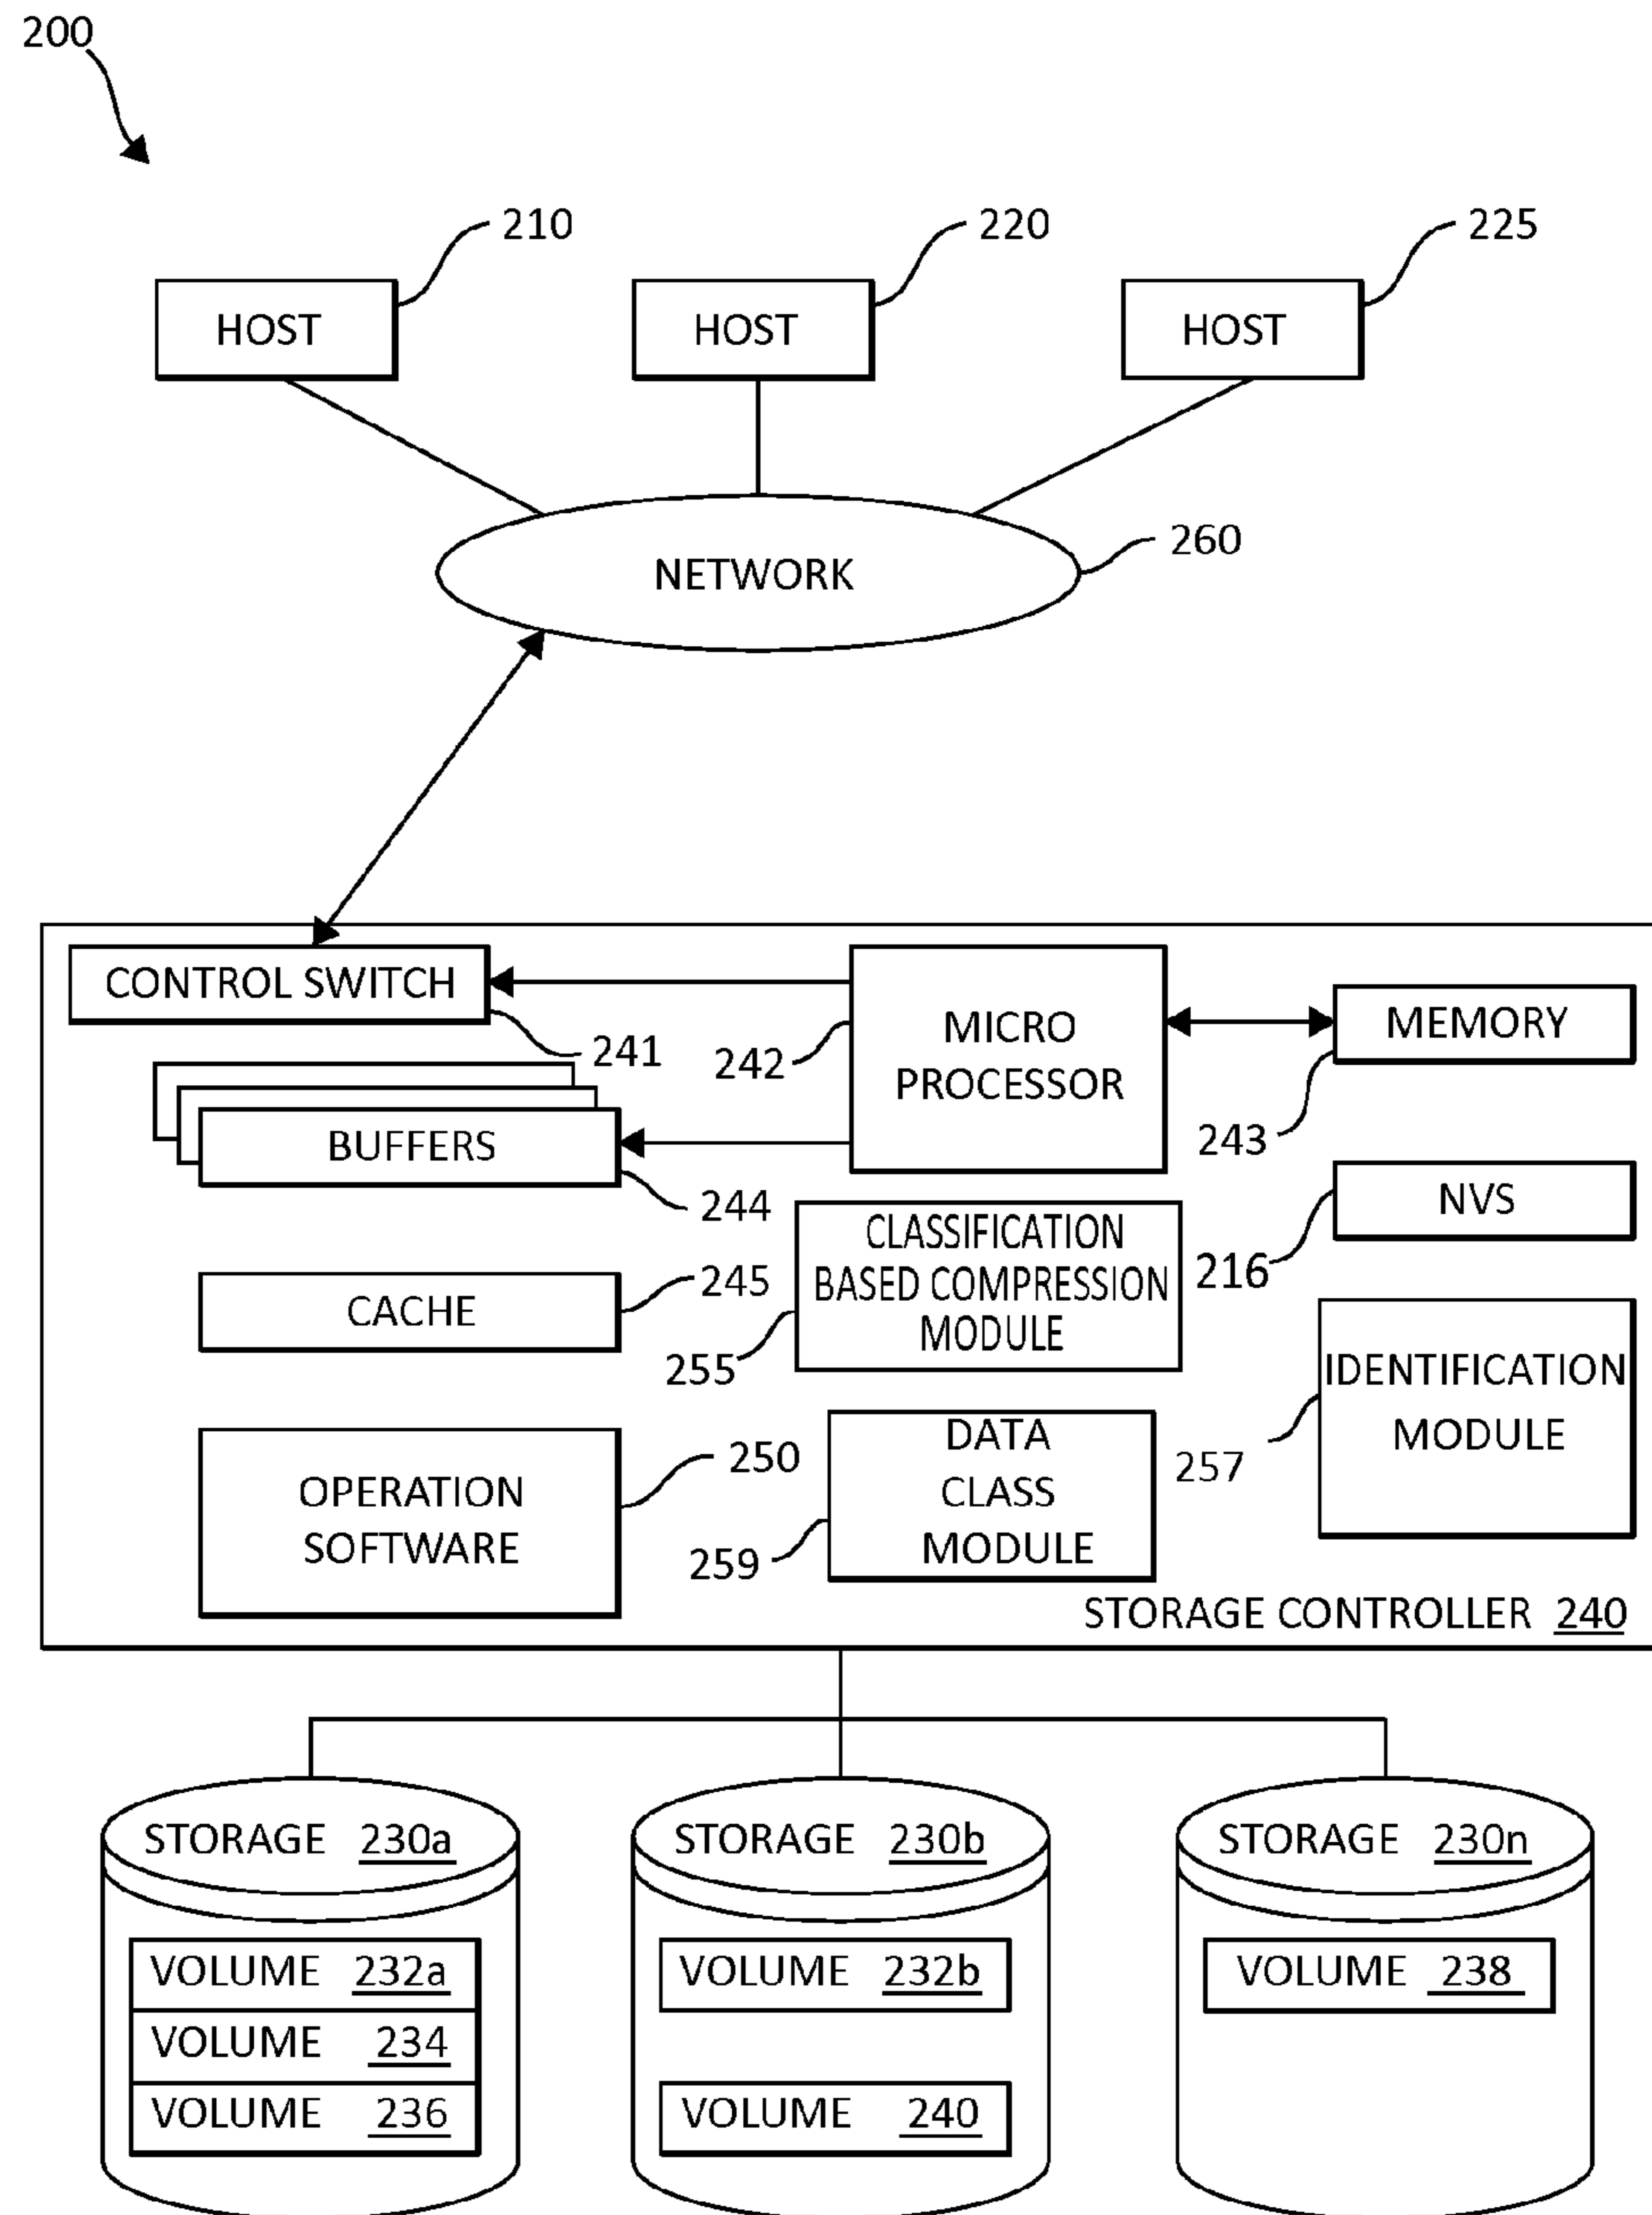 200
210
220
225
HOST
HOST
HOST
260
NETWORK
CONTROL SWITCH
241
242
MICRO
PROCESSOR
MEMORY
243
BUFFERS
244
NVS
216
CLASSIFICATION
BASED COMPRESSION
MODULE
255
CACHE
245
IDENTIFICATION
MODULE
257
OPERATION
SOFTWARE
250
DATA
CLASS
MODULE
259
STORAGE CONTROLLER 240
STORAGE 230a
STORAGE 230b
STORAGE 230n
VOLUME 232a
VOLUME 234
VOLUME 236
VOLUME 232b
VOLUME 240
VOLUME 238